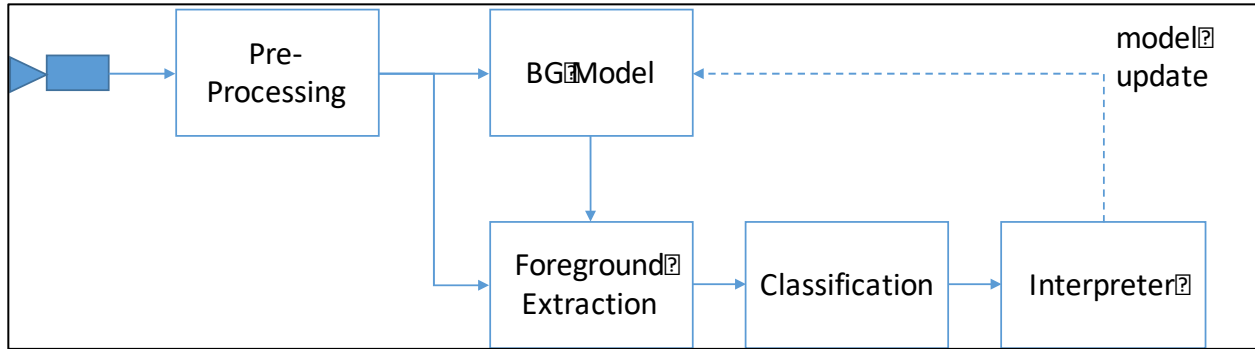 Pre-
Processing
BG⍰Model
model⍰
update
Foreground⍰
Extraction
Classification
Interpreter⍰